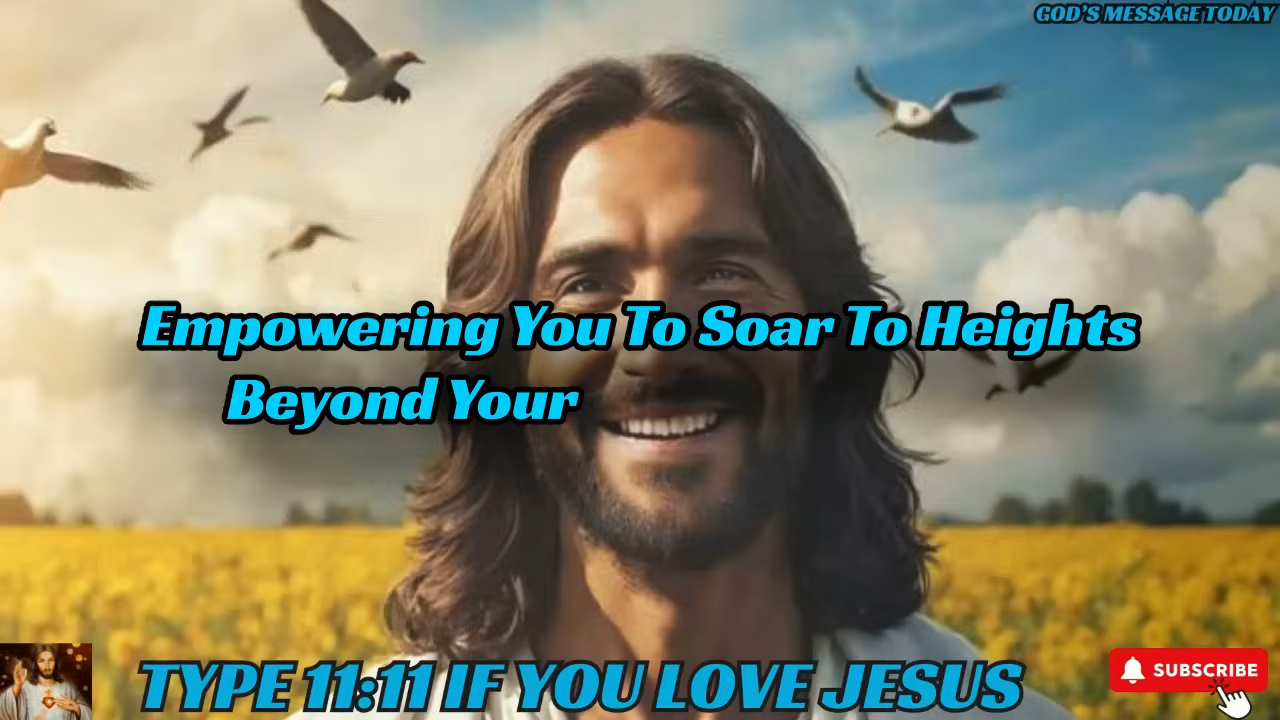 GOD'S MESSAGE TODAY
Empowering You To Soar To Heights
Beyond Your
TYPE 11:11 IF YOU LOVE JESUS
SUBSCRIBE